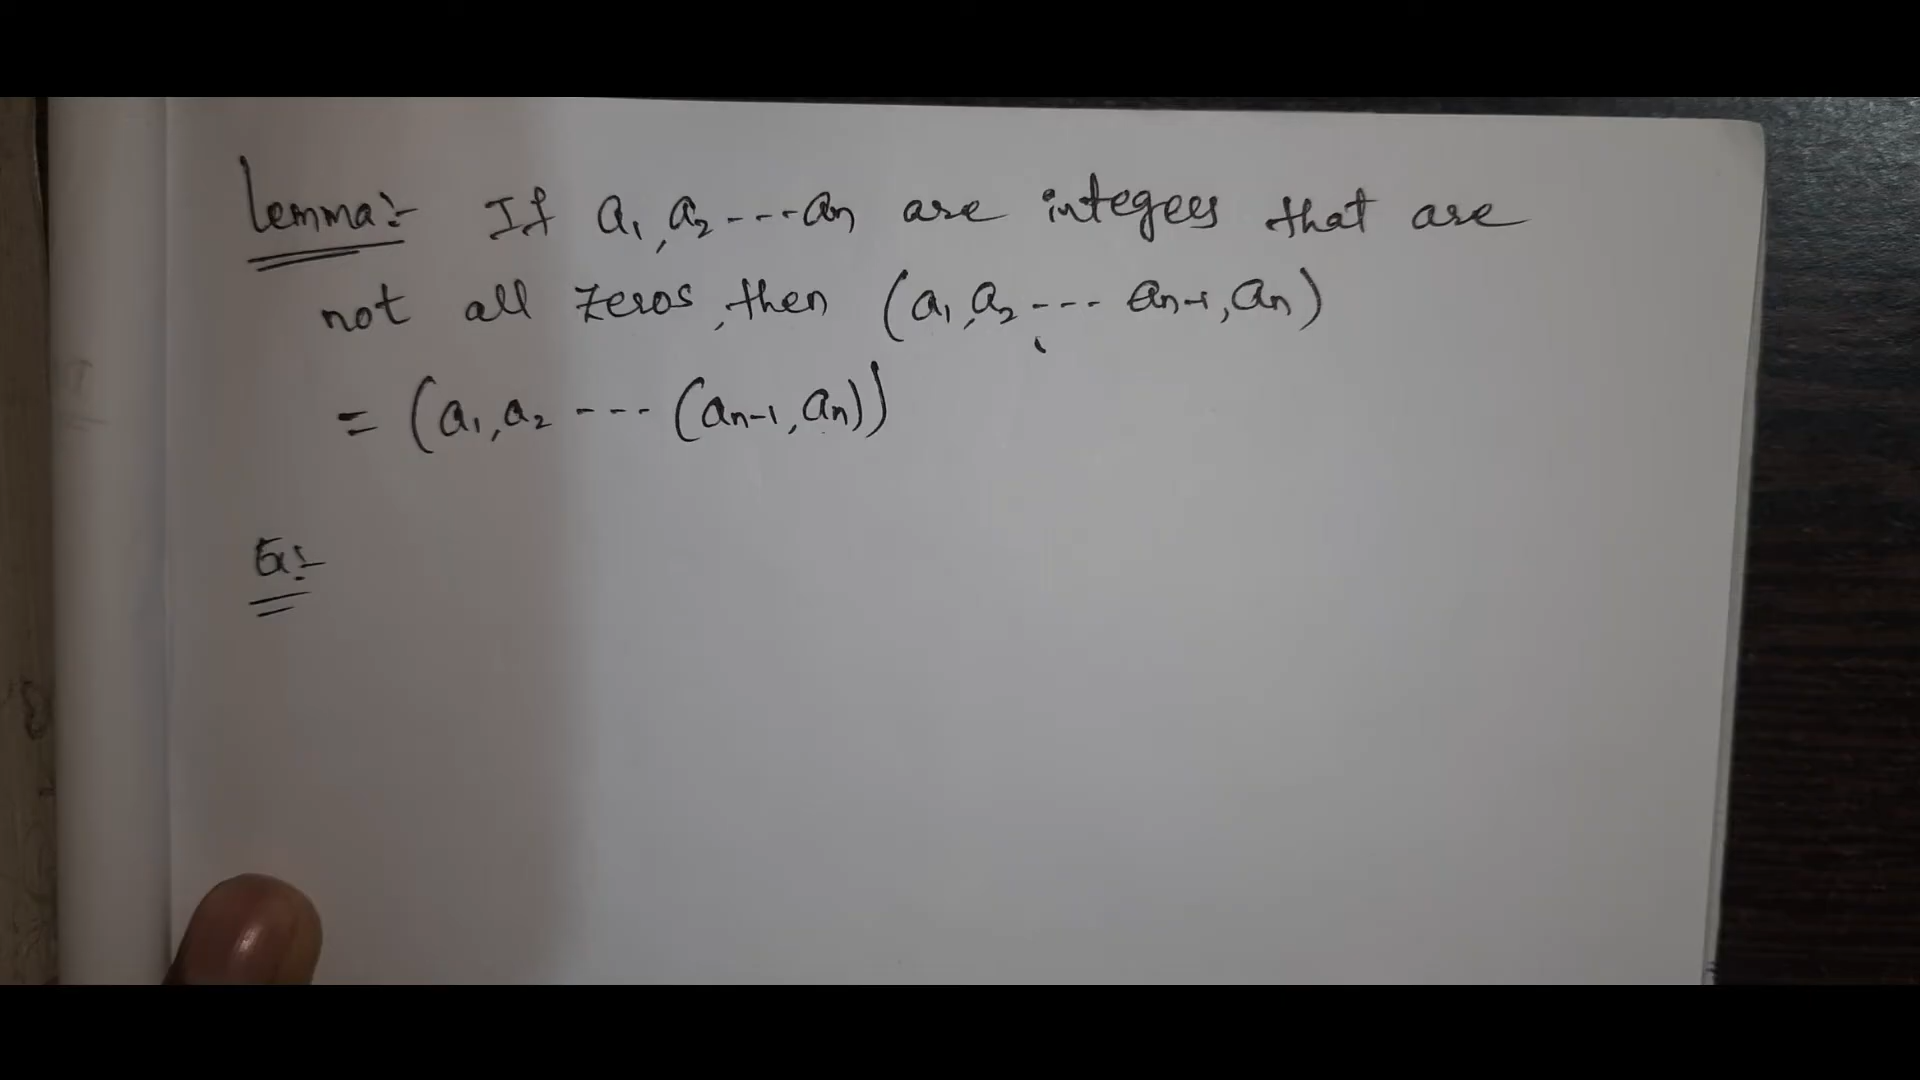 Lemma:- If a₁, a₂ ---an are integers that are
not all zeros, then (a₁, a₂ --- an-1, an)
= (a₁, a₂ --- (an-1, an))
Ex:-